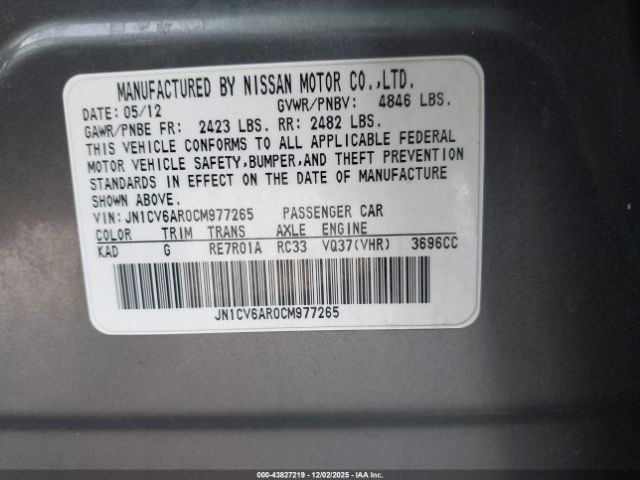 MANUFACTURED BY NISSAN MOTOR CO.,LTD.
DATE: 05/12 GVWR/PNBV: 4846 LBS.
GAWR/PNBE FR: 2423 LBS. RR: 2482 LBS.
THIS VEHICLE CONFORMS TO ALL APPLICABLE FEDERAL
MOTOR VEHICLE SAFETY,BUMPER,AND THEFT PREVENTION
STANDARDS IN EFFECT ON THE DATE OF MANUFACTURE
SHOWN ABOVE.
VIN: JN1CV6AR0CM977265 PASSENGER CAR
COLOR TRIM TRANS AXLE ENGINE
KAD G RE7R01A RC33 VQ37(VHR) 3696CC
JN1CV6AR0CM977265
000-43827219 - 12/02/2025 - IAA, Inc.